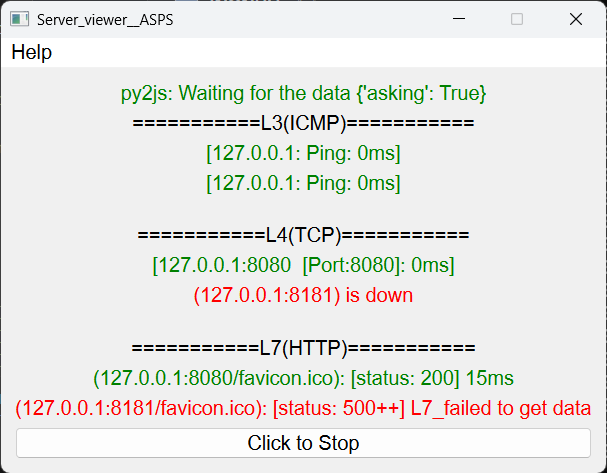 Server_viewer__ASPS
Help
py2js: Waiting for the data {'asking': True}
===========L3(ICMP)===========
[127.0.0.1: Ping: 0ms]
[127.0.0.1: Ping: 0ms]
===========L4(TCP)===========
[127.0.0.1:8080  [Port:8080]: 0ms]
(127.0.0.1:8181) is down
===========L7(HTTP)===========
(127.0.0.1:8080/favicon.ico): [status: 200] 15ms
(127.0.0.1:8181/favicon.ico): [status: 500++] L7_failed to get data
Click to Stop